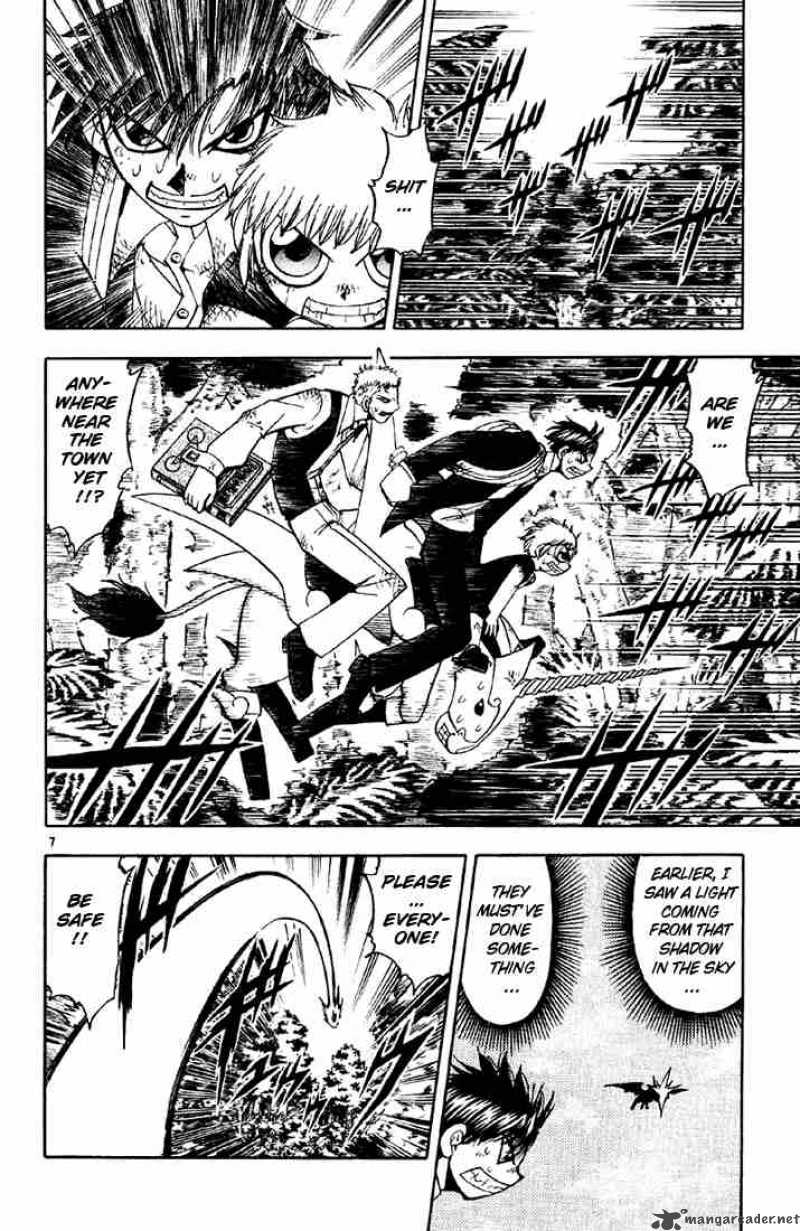 SHIT
...
ARE
WE
...
ANY-
WHERE
NEAR
THE
TOWN
YET
!!?
7
EARLIER, I
SAW A LIGHT
COMING
FROM THAT
SHADOW
IN THE SKY
...
THEY
MUST'VE
DONE
SOME-
THING
...
PLEASE
...
EVERY-
ONE!
BE
SAFE
!!
mangareader.net